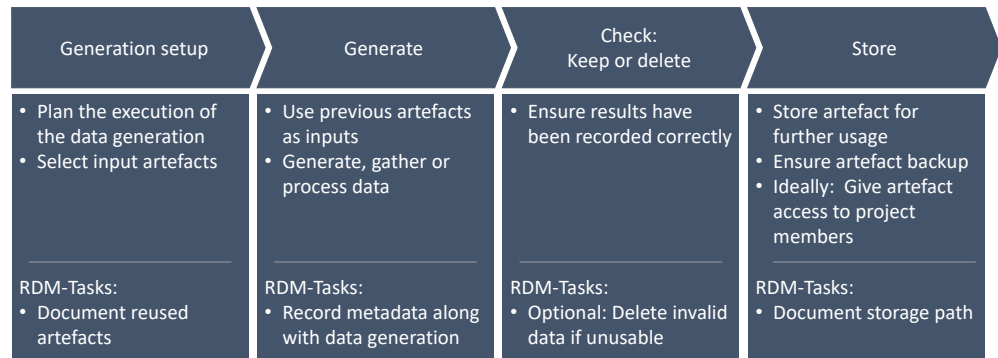 Generation setup
Generate
Check:
Keep or delete
Store
• Plan the execution of
the data generation
• Select input artefacts
RDM-Tasks:
• Document reused
artefacts
• Use previous artefacts
as inputs
• Generate, gather or
process data
RDM-Tasks:
• Record metadata along
with data generation
• Ensure results have
been recorded correctly
RDM-Tasks:
• Optional: Delete invalid
data if unusable
• Store artefact for
further usage
• Ensure artefact backup
• Ideally: Give artefact
access to project
members
RDM-Tasks:
• Document storage path